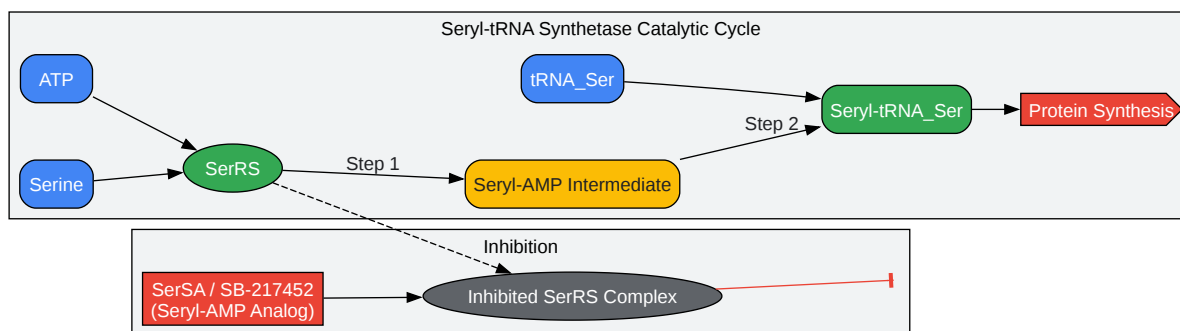 Seryl-tRNA Synthetase Catalytic Cycle
ATP
tRNA_Ser
Seryl-tRNA_Ser
Protein Synthesis
Step 2
Serine
SerRS
Step 1
Seryl-AMP Intermediate
Inhibition
SerSA / SB-217452
(Seryl-AMP Analog)
Inhibited SerRS Complex